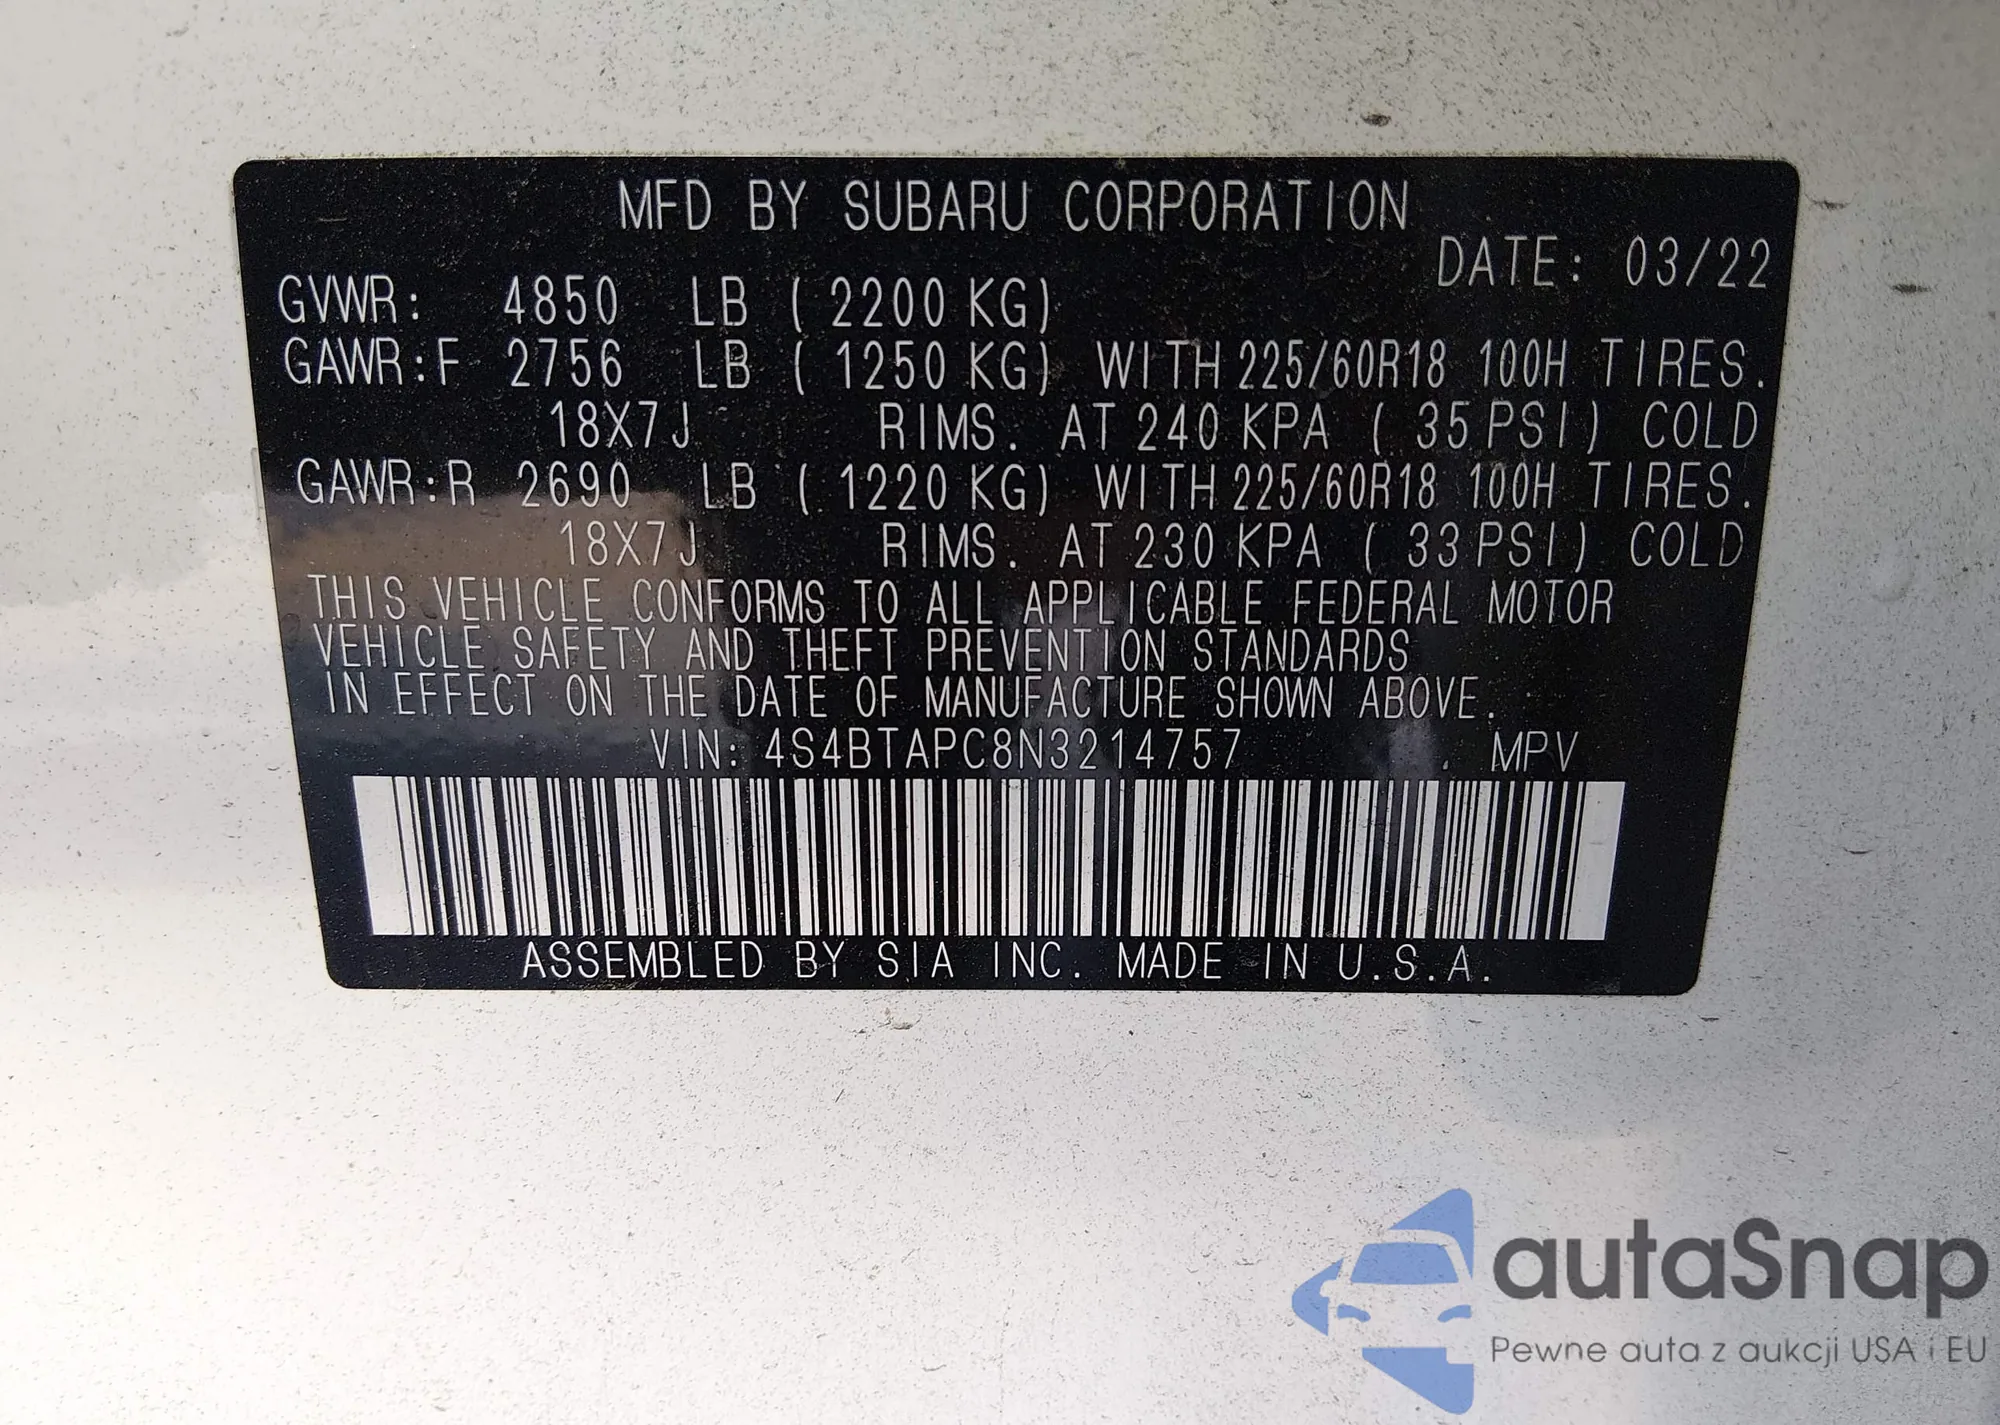 MFD BY SUBARU CORPORATION
DATE: 03/22
GVWR: 4850 LB ( 2200 KG)
GAWR:F 2756 LB ( 1250 KG) WITH 225/60R18 100H TIRES.
18X7J RIMS. AT 240 KPA ( 35 PSI) COLD
GAWR:R 2690 LB ( 1220 KG) WITH 225/60R18 100H TIRES.
18X7J RIMS. AT 230 KPA ( 33 PSI) COLD
THIS VEHICLE CONFORMS TO ALL APPLICABLE FEDERAL MOTOR
VEHICLE SAFETY AND THEFT PREVENTION STANDARDS
IN EFFECT ON THE DATE OF MANUFACTURE SHOWN ABOVE.
VIN: 4S4BTAPC8N3214757 . MPV
ASSEMBLED BY SIA INC. MADE IN U.S.A.
autaSnap
Pewne auta z aukcji USA i EU